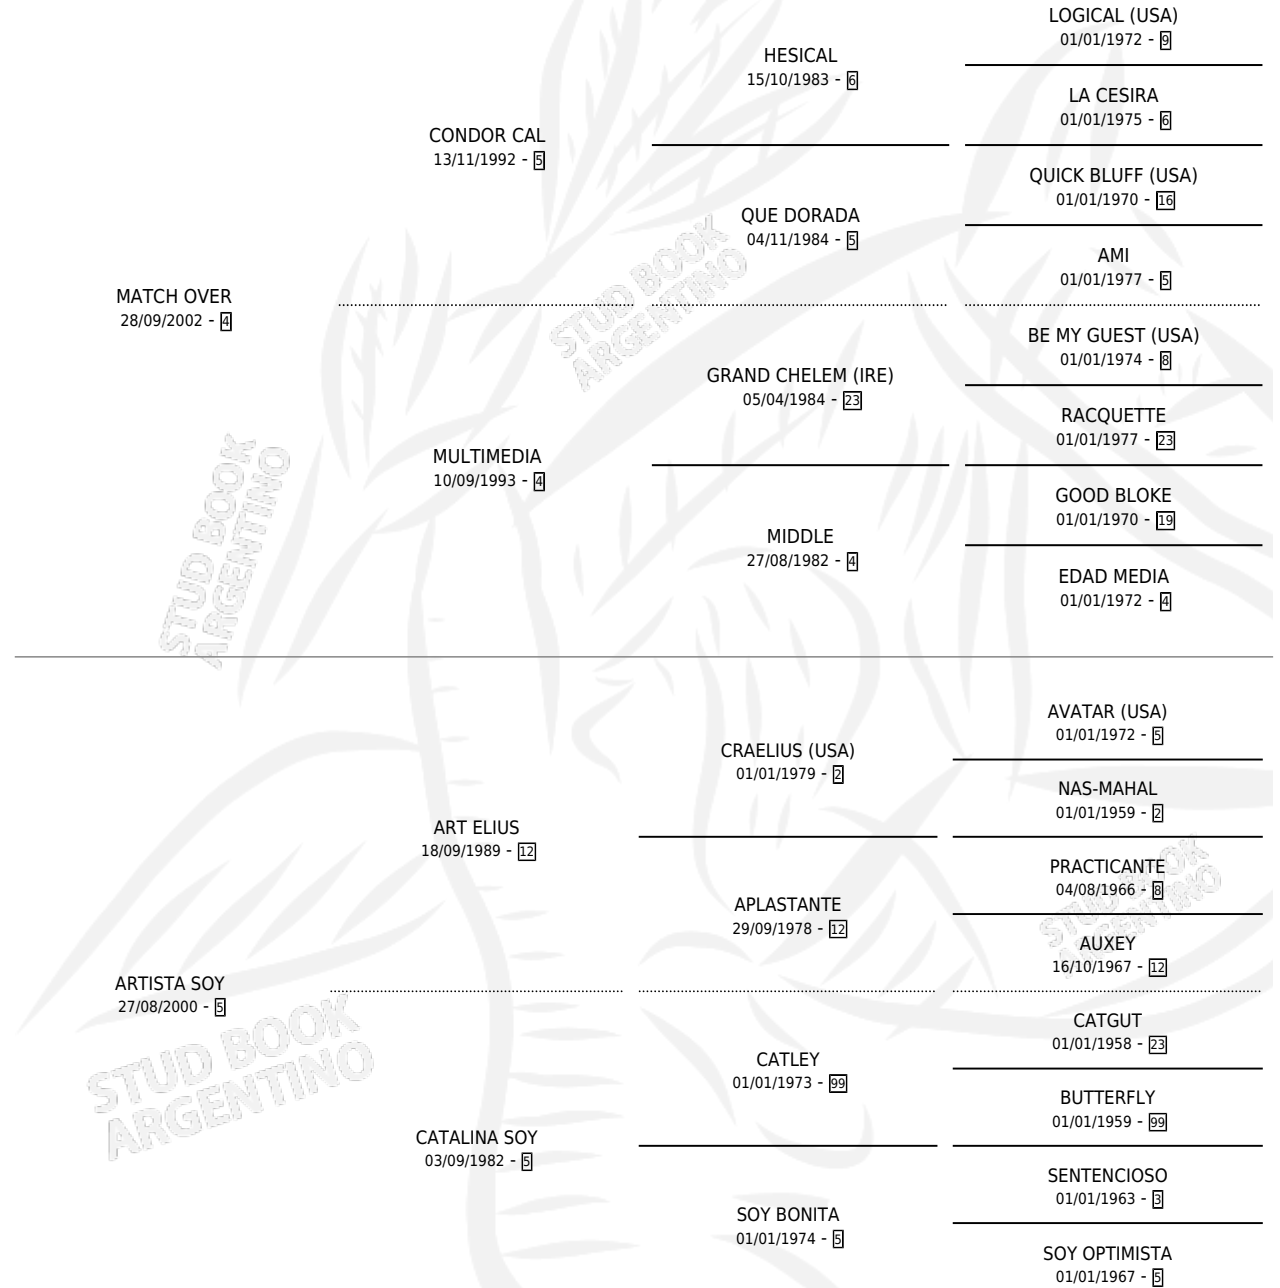 LOGICAL (USA)
01/01/1972 - 9
HESICAL
15/10/1983 - 6
LA CESIRA
01/01/1975 - 6
CONDOR CAL
13/11/1992 - 5
QUICK BLUFF (USA)
01/01/1970 - 16
QUE DORADA
04/11/1984 - 5
AMI
01/01/1977 - 5
MATCH OVER
28/09/2002 - 4
BE MY GUEST (USA)
01/01/1974 - 8
GRAND CHELEM (IRE)
05/04/1984 - 23
RACQUETTE
01/01/1977 - 23
MULTIMEDIA
10/09/1993 - 4
GOOD BLOKE
01/01/1970 - 19
MIDDLE
27/08/1982 - 4
EDAD MEDIA
01/01/1972 - 4
AVATAR (USA)
01/01/1972 - 5
CRAELIUS (USA)
01/01/1979 - 2
NAS-MAHAL
01/01/1959 - 2
ART ELIUS
18/09/1989 - 12
PRACTICANTE
04/08/1966 - 8
APLASTANTE
29/09/1978 - 12
AUXEY
16/10/1967 - 12
ARTISTA SOY
27/08/2000 - 5
CATGUT
01/01/1958 - 23
CATLEY
01/01/1973 - 99
BUTTERFLY
01/01/1959 - 99
CATALINA SOY
03/09/1982 - 5
SENTENCIOSO
01/01/1963 - 3
SOY BONITA
01/01/1974 - 5
SOY OPTIMISTA
01/01/1967 - 5
STUD BOOK
ARGENTINO
STUD BOOK
ARGENTINO
STUD BOOK
ARGENTINO
STUD BOOK
ARGENTINO